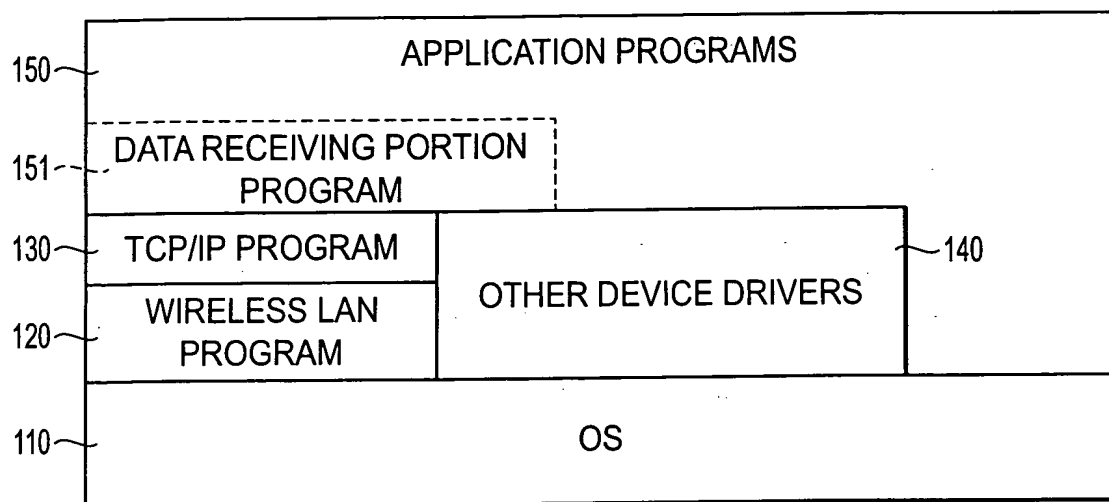 150
APPLICATION PROGRAMS
151
DATA RECEIVING PORTION
PROGRAM
130
TCP/IP PROGRAM
140
OTHER DEVICE DRIVERS
120
WIRELESS LAN
PROGRAM
110
OS